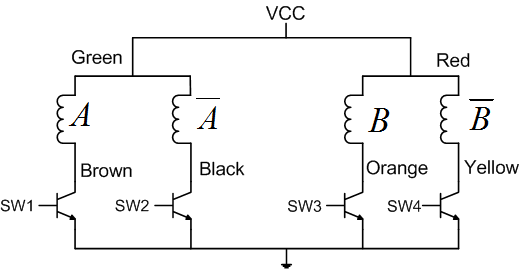 VCC
Green
Red
A
A̅
B
B̅
Brown
Black
Orange
Yellow
SW1
SW2
SW3
SW4